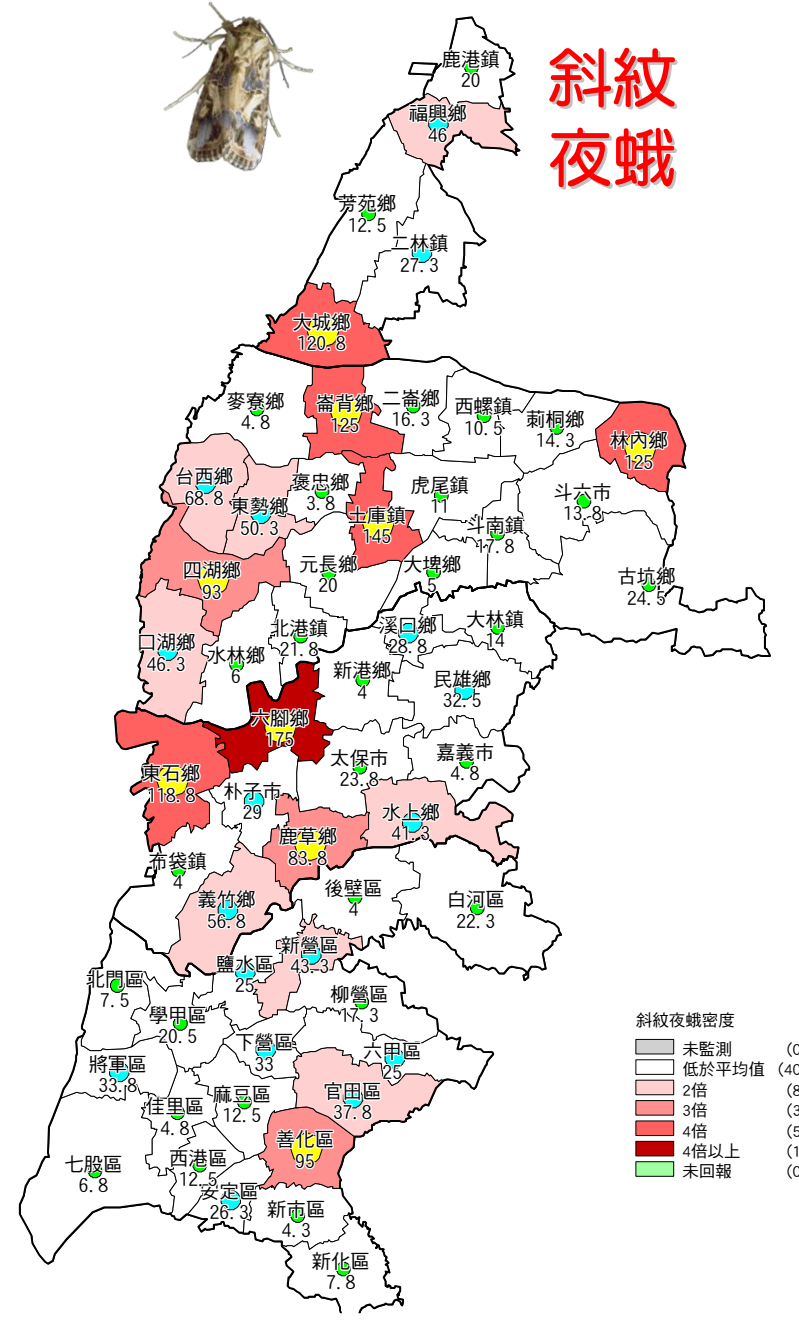 斜紋
夜蛾
鹿港鎮
20
福興鄉
46
芳苑鄉
12.5
二林鎮
27.3
大城鄉
120.8
麥寮鄉
4.8
崙背鄉
125
二崙鄉
16.3
西螺鎮
10.5
莿桐鄉
14.3
林內鄉
125
台西鄉
68.8
東勢鄉
50.3
褒忠鄉
3.8
土庫鎮
145
虎尾鎮
11
斗南鎮
17.8
斗六市
13.8
四湖鄉
93
元長鄉
20
大埤鄉
5
古坑鄉
24.5
口湖鄉
46.3
水林鄉
6
北港鎮
21.8
溪口鄉
28.8
大林鎮
14
新港鄉
4
民雄鄉
32.5
六腳鄉
175
東石鄉
118.8
朴子市
29
太保市
23.8
嘉義市
4.8
鹿草鄉
83.8
水上鄉
41.3
布袋鎮
4
義竹鄉
56.8
後壁區
4
白河區
22.3
新營區
43.3
鹽水區
25
北門區
7.5
柳營區
17.3
學甲區
20.5
下營區
33
六甲區
25
將軍區
33.8
官田區
37.8
麻豆區
12.5
佳里區
4.8
善化區
95
七股區
6.8
西港區
12.5
安定區
26.3
新市區
4.3
新化區
7.8
斜紋夜蛾密度
未監測 (0
低於平均值 (40
2倍 (8
3倍 (3
4倍 (5
4倍以上 (1
未回報 (0